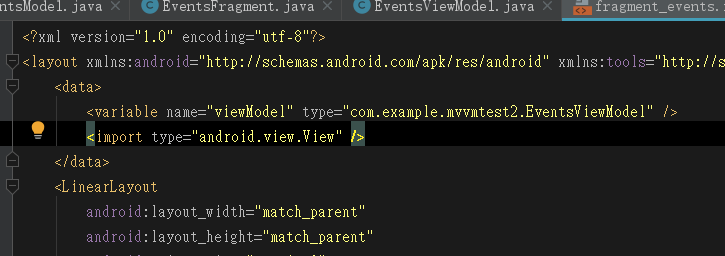 ntsModel.java EventsFragment.java EventsViewModel.java fragment_events.
<?xml version="1.0" encoding="utf-8"?>
<layout xmlns:android="http://schemas.android.com/apk/res/android" xmlns:tools="http://s
<data>
<variable name="viewModel" type="com.example.mvvmtest2.EventsViewModel" />
<import type="android.view.View" />
</data>
<LinearLayout
android:layout_width="match_parent"
android:layout_height="match_parent"